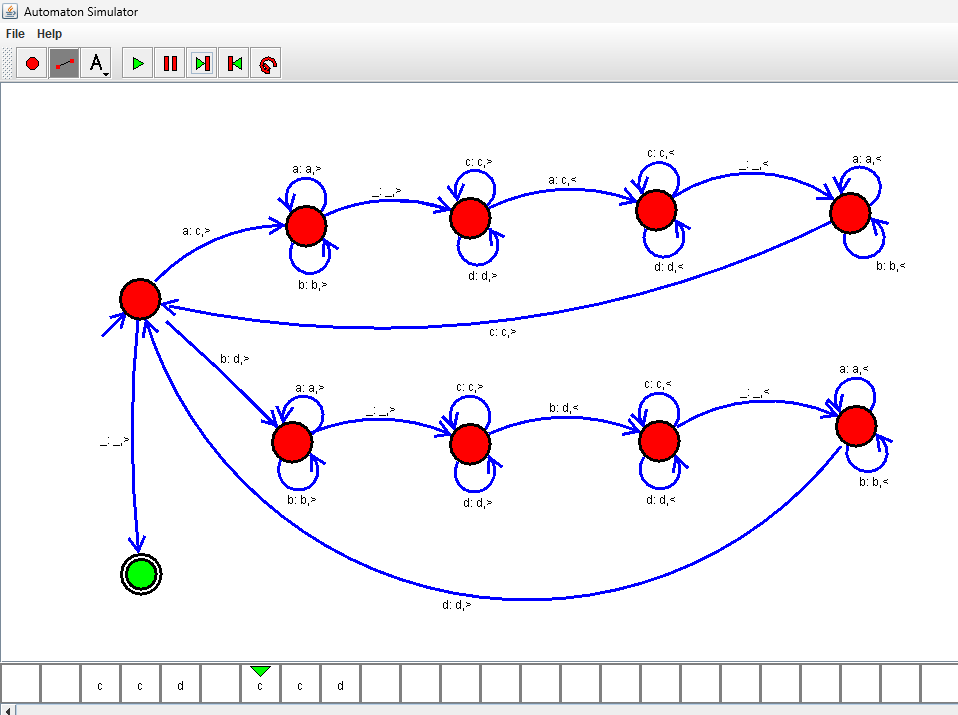 Automaton Simulator
File Help
A
a: a,>
c: c,>
c: c,<
a: a,<
_: _,>
a: c,<
_: _,<
a: c,>
b: b,>
d: d,>
d: d,<
b: b,<
c: c,>
b: d,>
a: a,>
c: c,>
c: c,<
a: a,<
_: _,>
b: d,<
_: _,<
_: _,>
b: b,>
d: d,>
d: d,<
b: b,<
d: d,>
c c d c c d